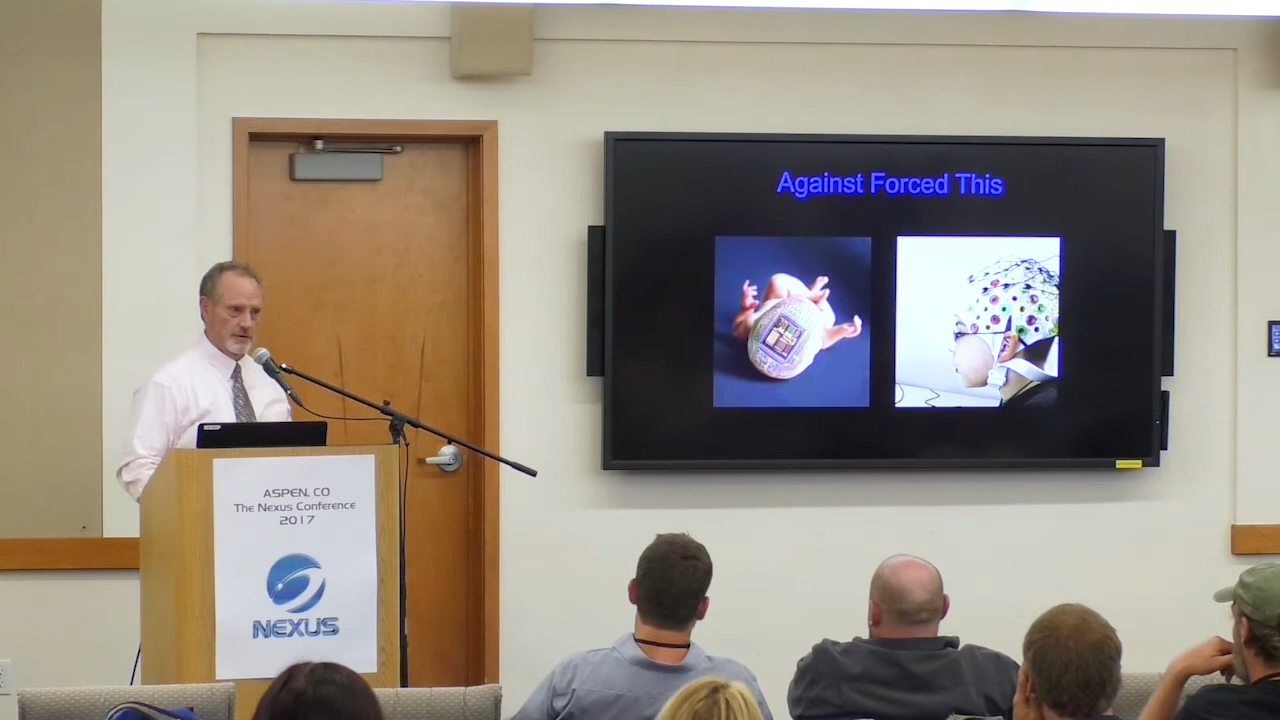 Against Forced This
ASPEN, CO
The Nexus Conference
2017
NEXUS